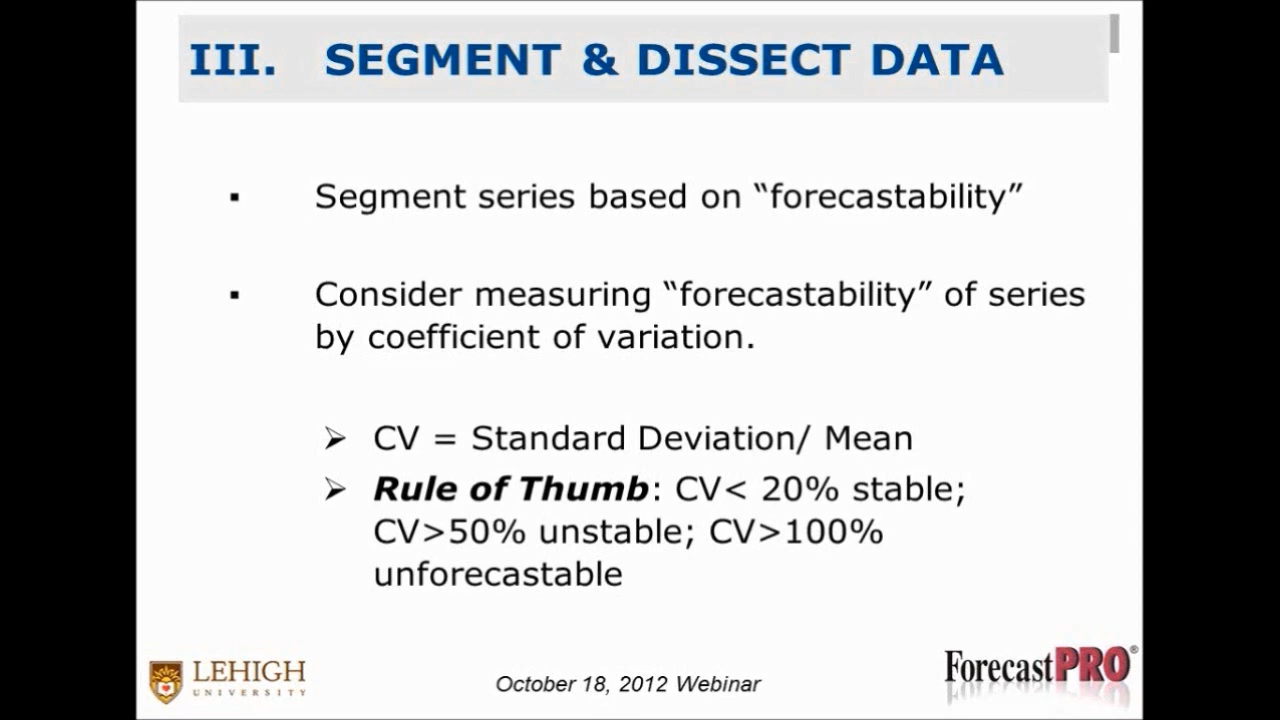 III. SEGMENT & DISSECT DATA
▪ Segment series based on “forecastability”
▪ Consider measuring “forecastability” of series
by coefficient of variation.
➢ CV = Standard Deviation/ Mean
➢ Rule of Thumb: CV< 20% stable;
CV>50% unstable; CV>100%
unforecastable
LEHIGH
UNIVERSITY
October 18, 2012 Webinar
ForecastPRO®